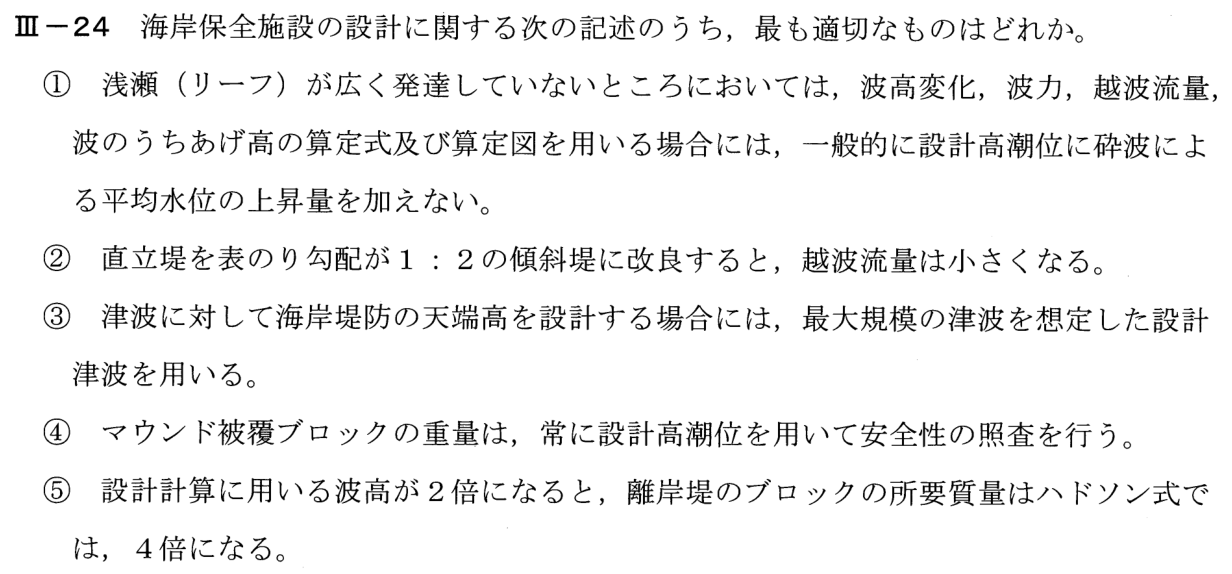 Ⅲ－24　海岸保全施設の設計に関する次の記述のうち，最も適切なものはどれか。
①　浅瀬（リーフ）が広く発達していないところにおいては，波高変化，波力，越波流量，
波のうちあげ高の算定式及び算定図を用いる場合には，一般的に設計高潮位に砕波によ
る平均水位の上昇量を加えない。
②　直立堤を表のり勾配が１：２の傾斜堤に改良すると，越波流量は小さくなる。
③　津波に対して海岸堤防の天端高を設計する場合には，最大規模の津波を想定した設計
津波を用いる。
④　マウンド被覆ブロックの重量は，常に設計高潮位を用いて安全性の照査を行う。
⑤　設計計算に用いる波高が２倍になると，離岸堤のブロックの所要質量はハドソン式で
は，４倍になる。